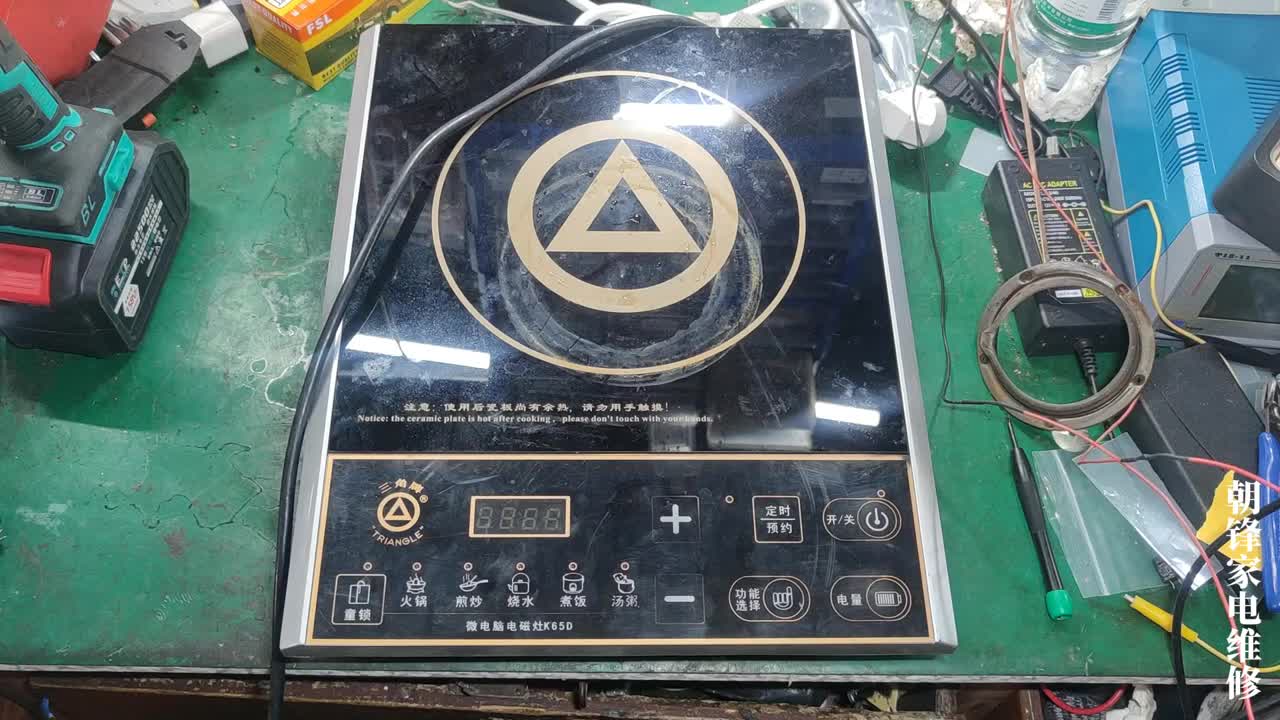 QUALITY
FSL
BL
BL
AC/DC ADAPTER
注意：使用后瓷板尚有余热，请勿用手触摸！
Notice: the ceramic plate is hot after cooking , please don't touch with your hands.
三角牌®
TRIANGLE
定时
预约
开/关
童锁
火锅
煎炒
烧水
煮饭
汤粥
功能
选择
电量
微电脑电磁灶K65D
朝锋家电维修